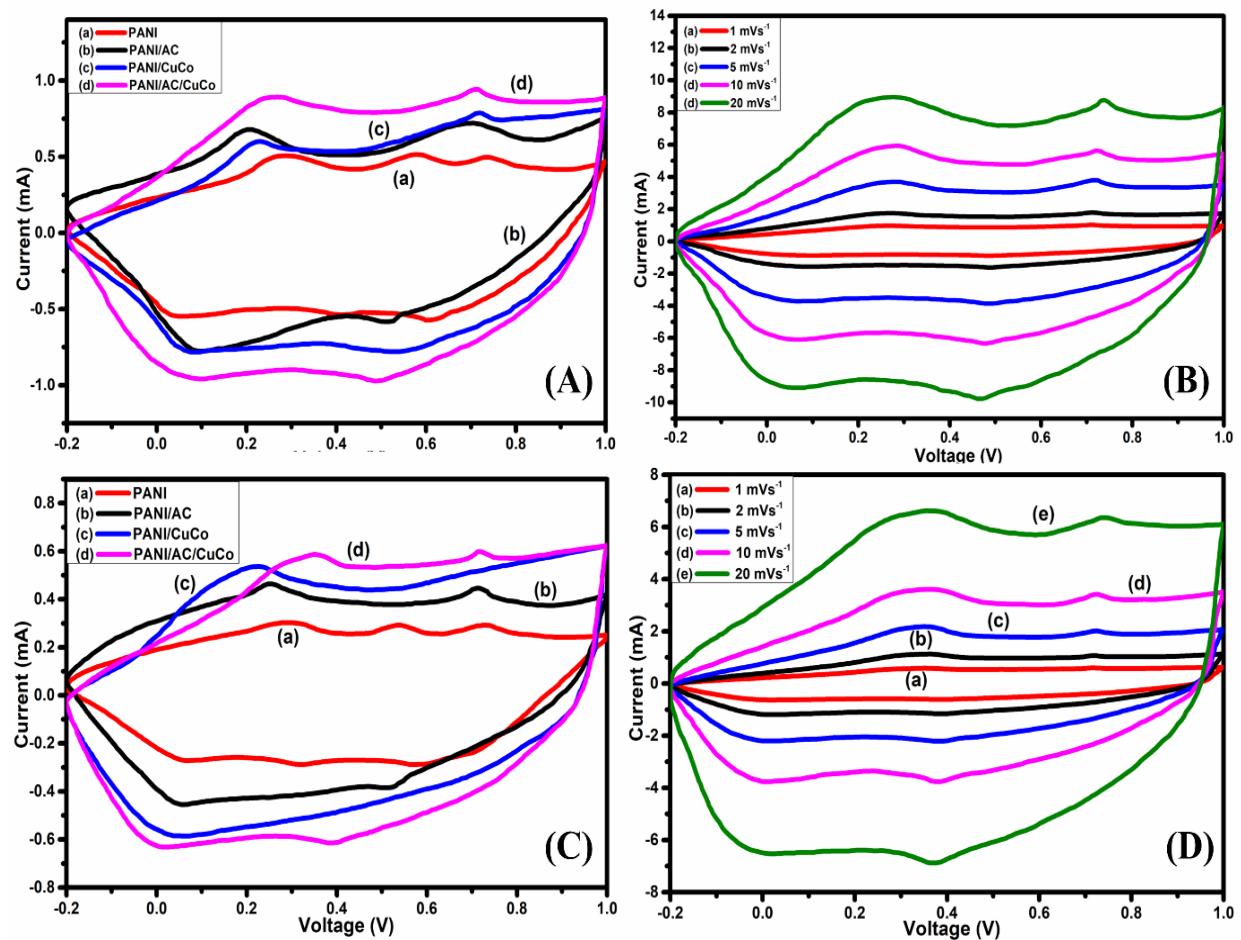 (a) PANI
(b) PANI/AC
(c) PANI/CuCo
(d) PANI/AC/CuCo
1.0
0.5
0.0
-0.5
-1.0
Current (mA)
(d)
(c)
(a)
(b)
(A)
-0.2 0.0 0.2 0.4 0.6 0.8 1.0
(a) 1 mVs-1
(b) 2 mVs-1
(c) 5 mVs-1
(d) 10 mVs-1
(d) 20 mVs-1
14
12
10
8
6
4
2
0
-2
-4
-6
-8
-10
Current (mA)
(B)
-0.2 0.0 0.2 0.4 0.6 0.8 1.0
Voltage (V)
(a) PANI
(b) PANI/AC
(c) PANI/CuCo
(d) PANI/AC/CuCo
0.8
0.6
0.4
0.2
0.0
-0.2
-0.4
-0.6
-0.8
Current (mA)
(c)
(d)
(b)
(a)
(C)
-0.2 0.0 0.2 0.4 0.6 0.8 1.0
Voltage (V)
(a) 1 mVs-1
(b) 2 mVs-1
(c) 5 mVs-1
(d) 10 mVs-1
(e) 20 mVs-1
8
6
4
2
0
-2
-4
-6
8
Current (mA)
(e)
(d)
(c)
(b)
(a)
(D)
-0.2 0.0 0.2 0.4 0.6 0.8 1.0
Voltage (V)